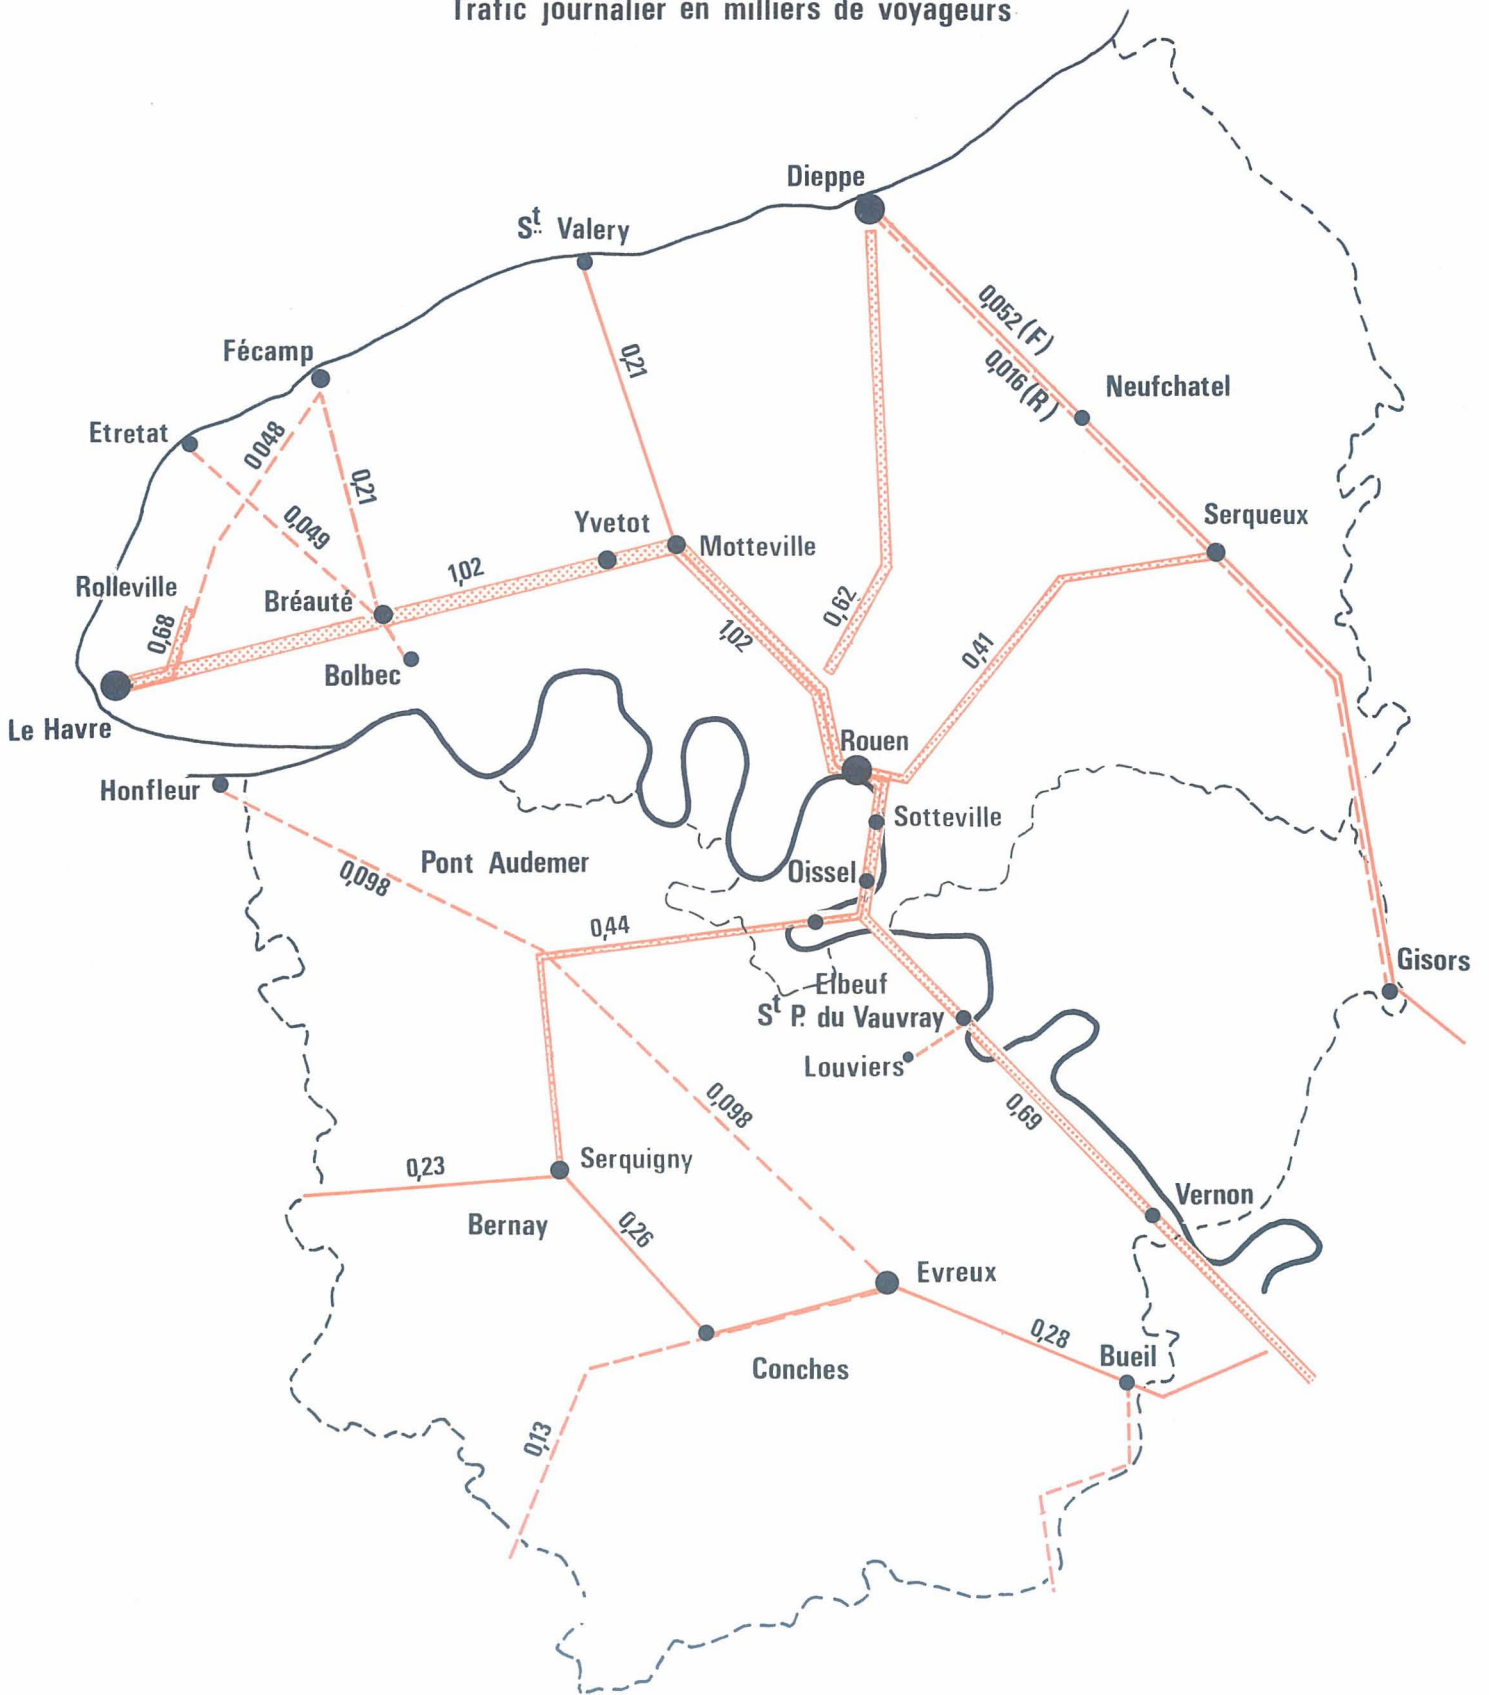 Trafic journalier en milliers de voyageurs
Dieppe
St Valery
0,052 (F)
0,016 (R)
Fécamp
0,21
Neufchatel
Etretat
0048
0,21
0,049
Serqueux
Yvetot
Motteville
1,02
Rolleville
Bréauté
0,68
1,02
0,62
0,41
Bolbec
Le Havre
Rouen
Honfleur
Sotteville
Pont Audemer
0,098
Oissel
0,44
Gisors
Elbeuf
St P. du Vauvray
Louviers
0,098
0,69
0,23
Serquigny
Vernon
Bernay
0,26
Evreux
0,28
Bueil
Conches
0,13